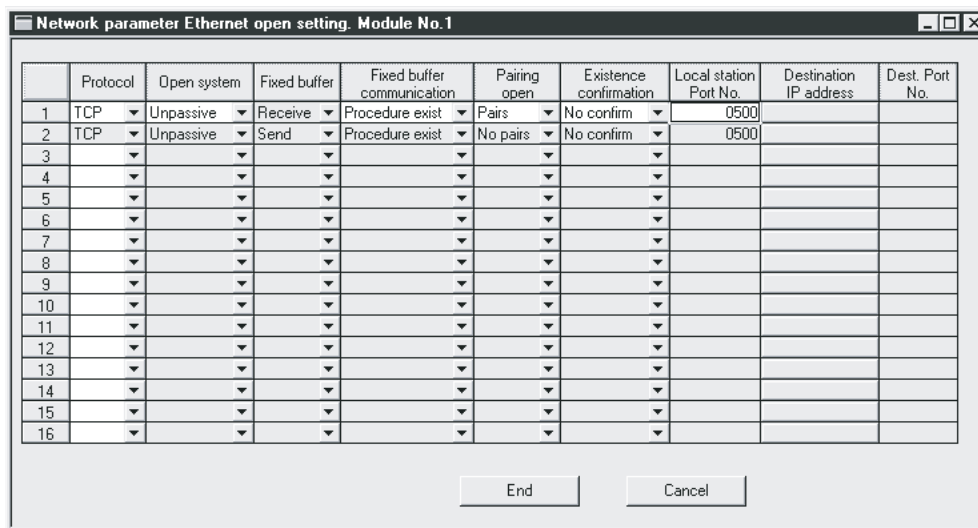 Network parameter Ethernet open setting. Module No.1
Protocol Open system Fixed buffer Fixed buffer communication Pairing open Existence confirmation Local station Port No. Destination IP address Dest. Port No.
1 TCP Unpassive Receive Procedure exist Pairs No confirm 0500
2 TCP Unpassive Send Procedure exist No pairs No confirm 0500
3
4
5
6
7
8
9
10
11
12
13
14
15
16
End Cancel